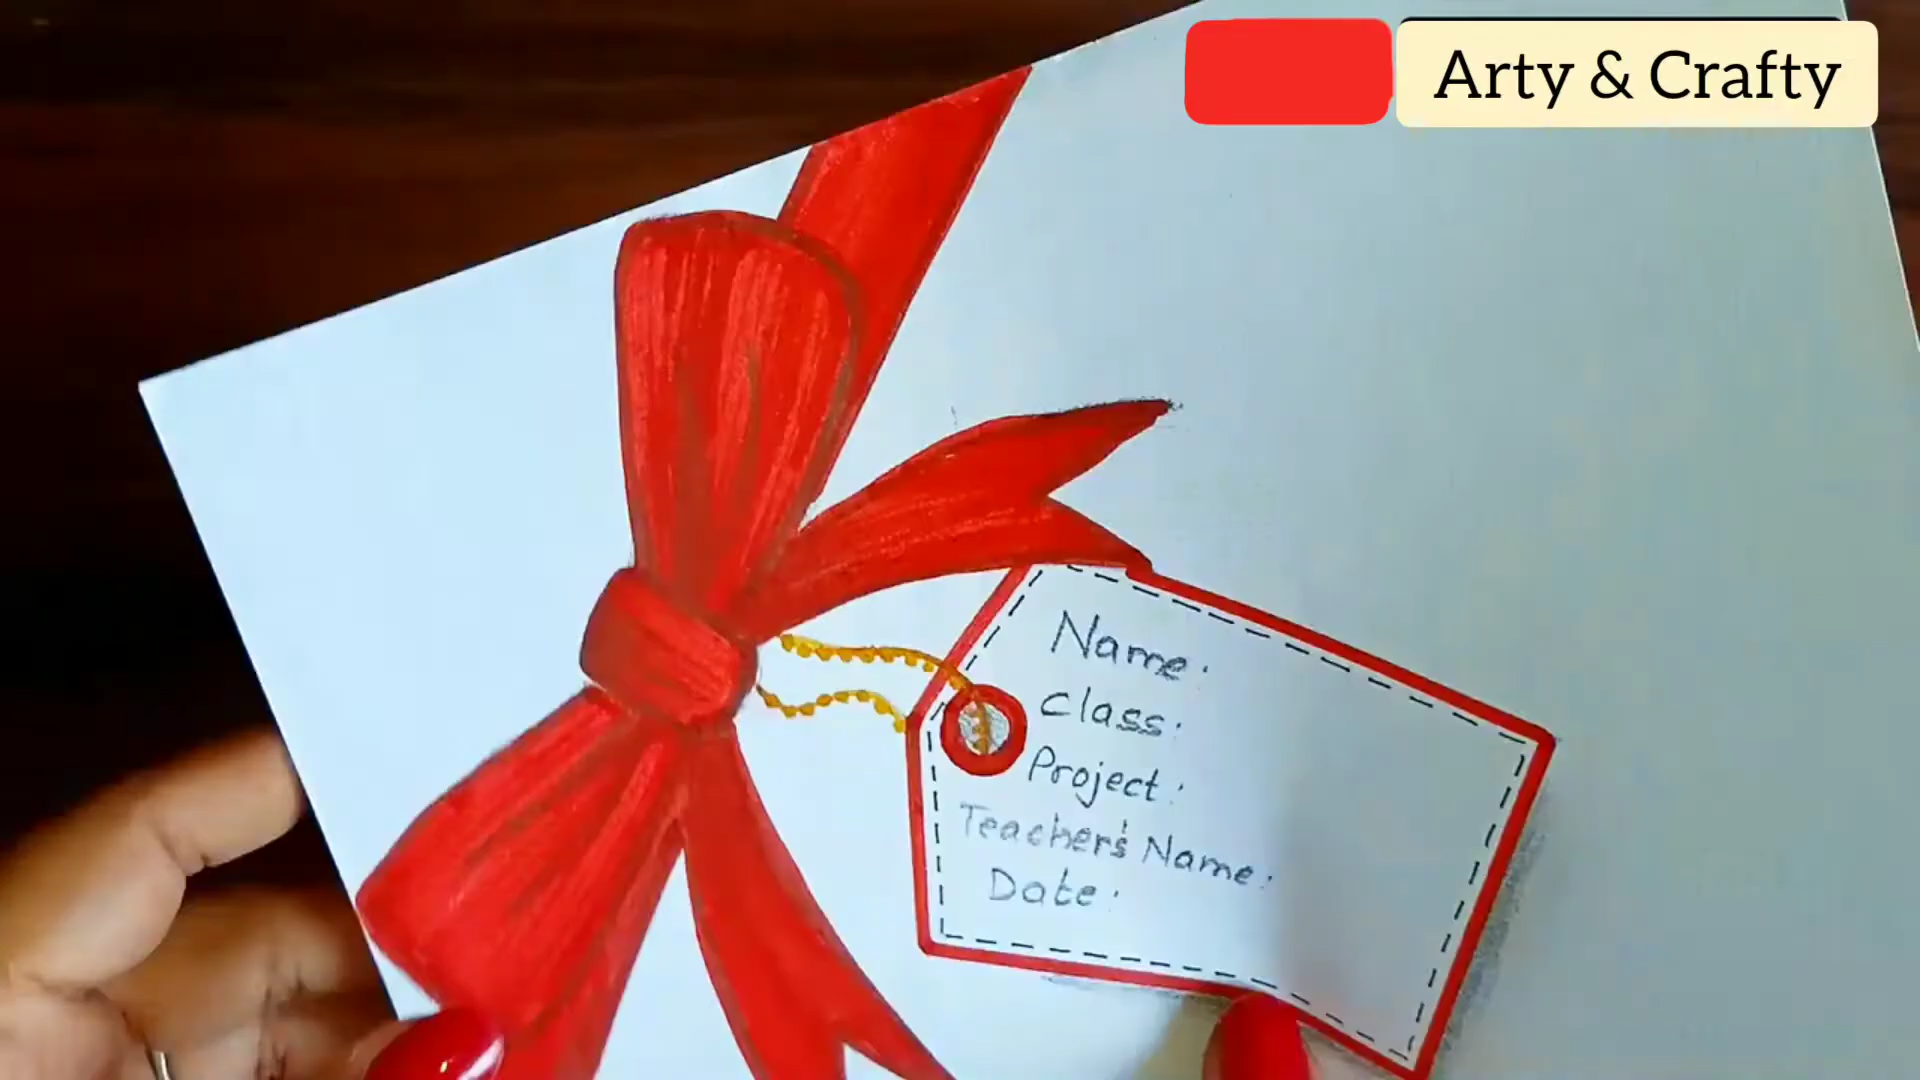 Arty & Crafty
Name:
Class:
Project:
Teacher's Name:
Date: